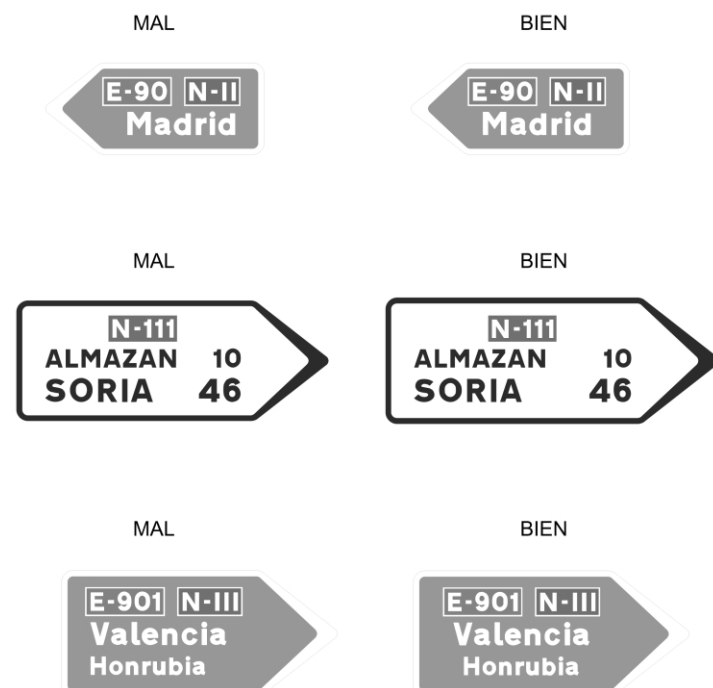 MAL BIEN
E-90 N-II E-90 N-II
Madrid Madrid
MAL BIEN
N-111 N-111
ALMAZAN 10 ALMAZAN 10
SORIA 46 SORIA 46
MAL BIEN
E-901 N-III E-901 N-III
Valencia Valencia
Honrubia Honrubia